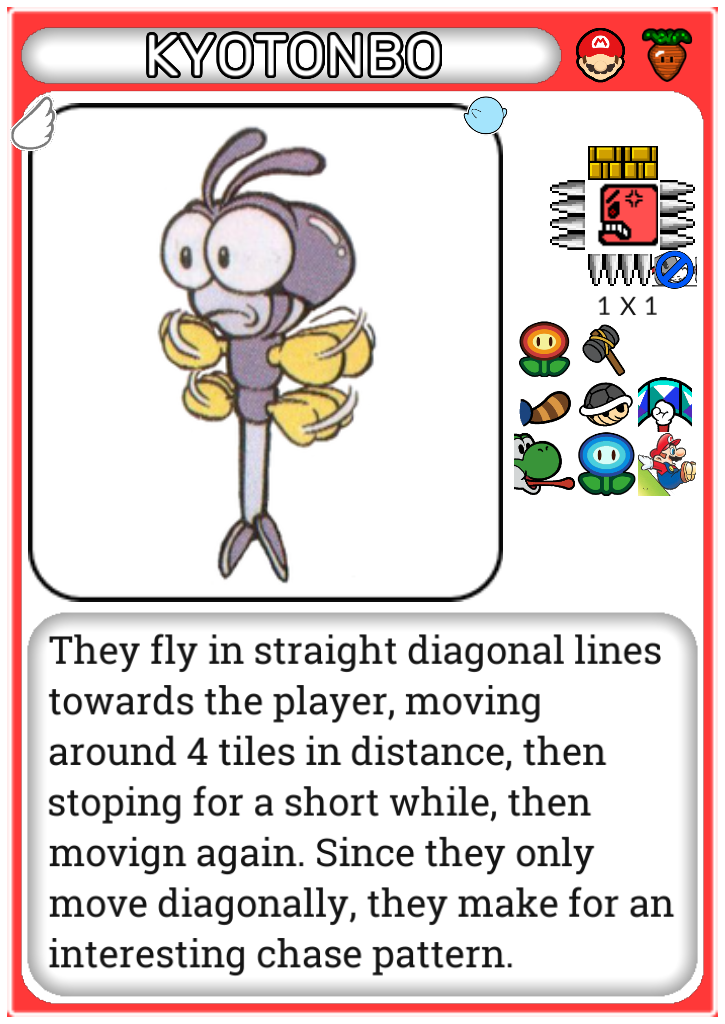 KYOTONBO
M
1 X 1
They fly in straight diagonal lines
towards the player, moving
around 4 tiles in distance, then
stoping for a short while, then
movign again. Since they only
move diagonally, they make for an
interesting chase pattern.